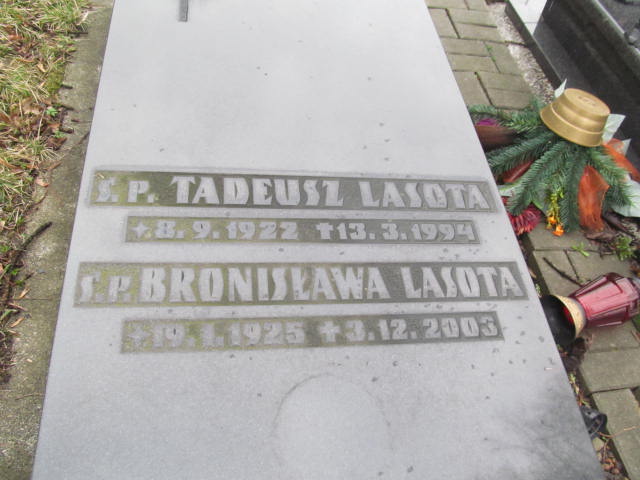 Ś.P. TADEUSZ LASOTA
*8.9.1922 ✝13.3.1994
Ś.P. BRONISŁAWA LASOTA
*19.1.1925 ✝3.12.2003